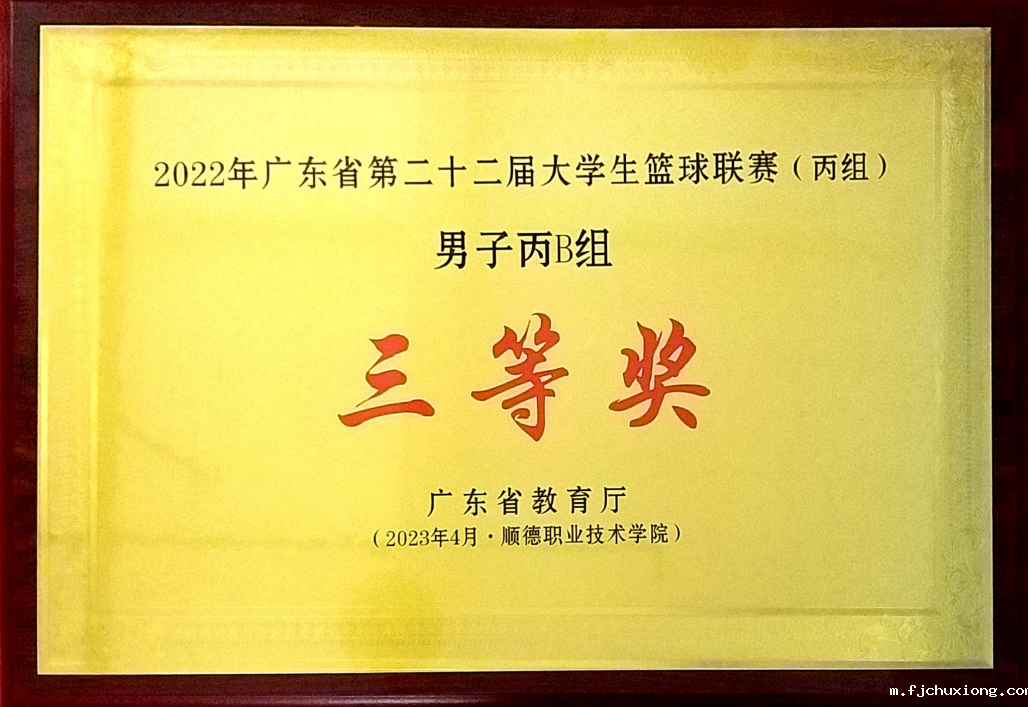 2022年广东省第二十二届大学生篮球联赛（丙组）
男子丙B组
三等奖
广东省教育厅
（2023年4月·顺德职业技术学院）
m.fjchuxiong.com